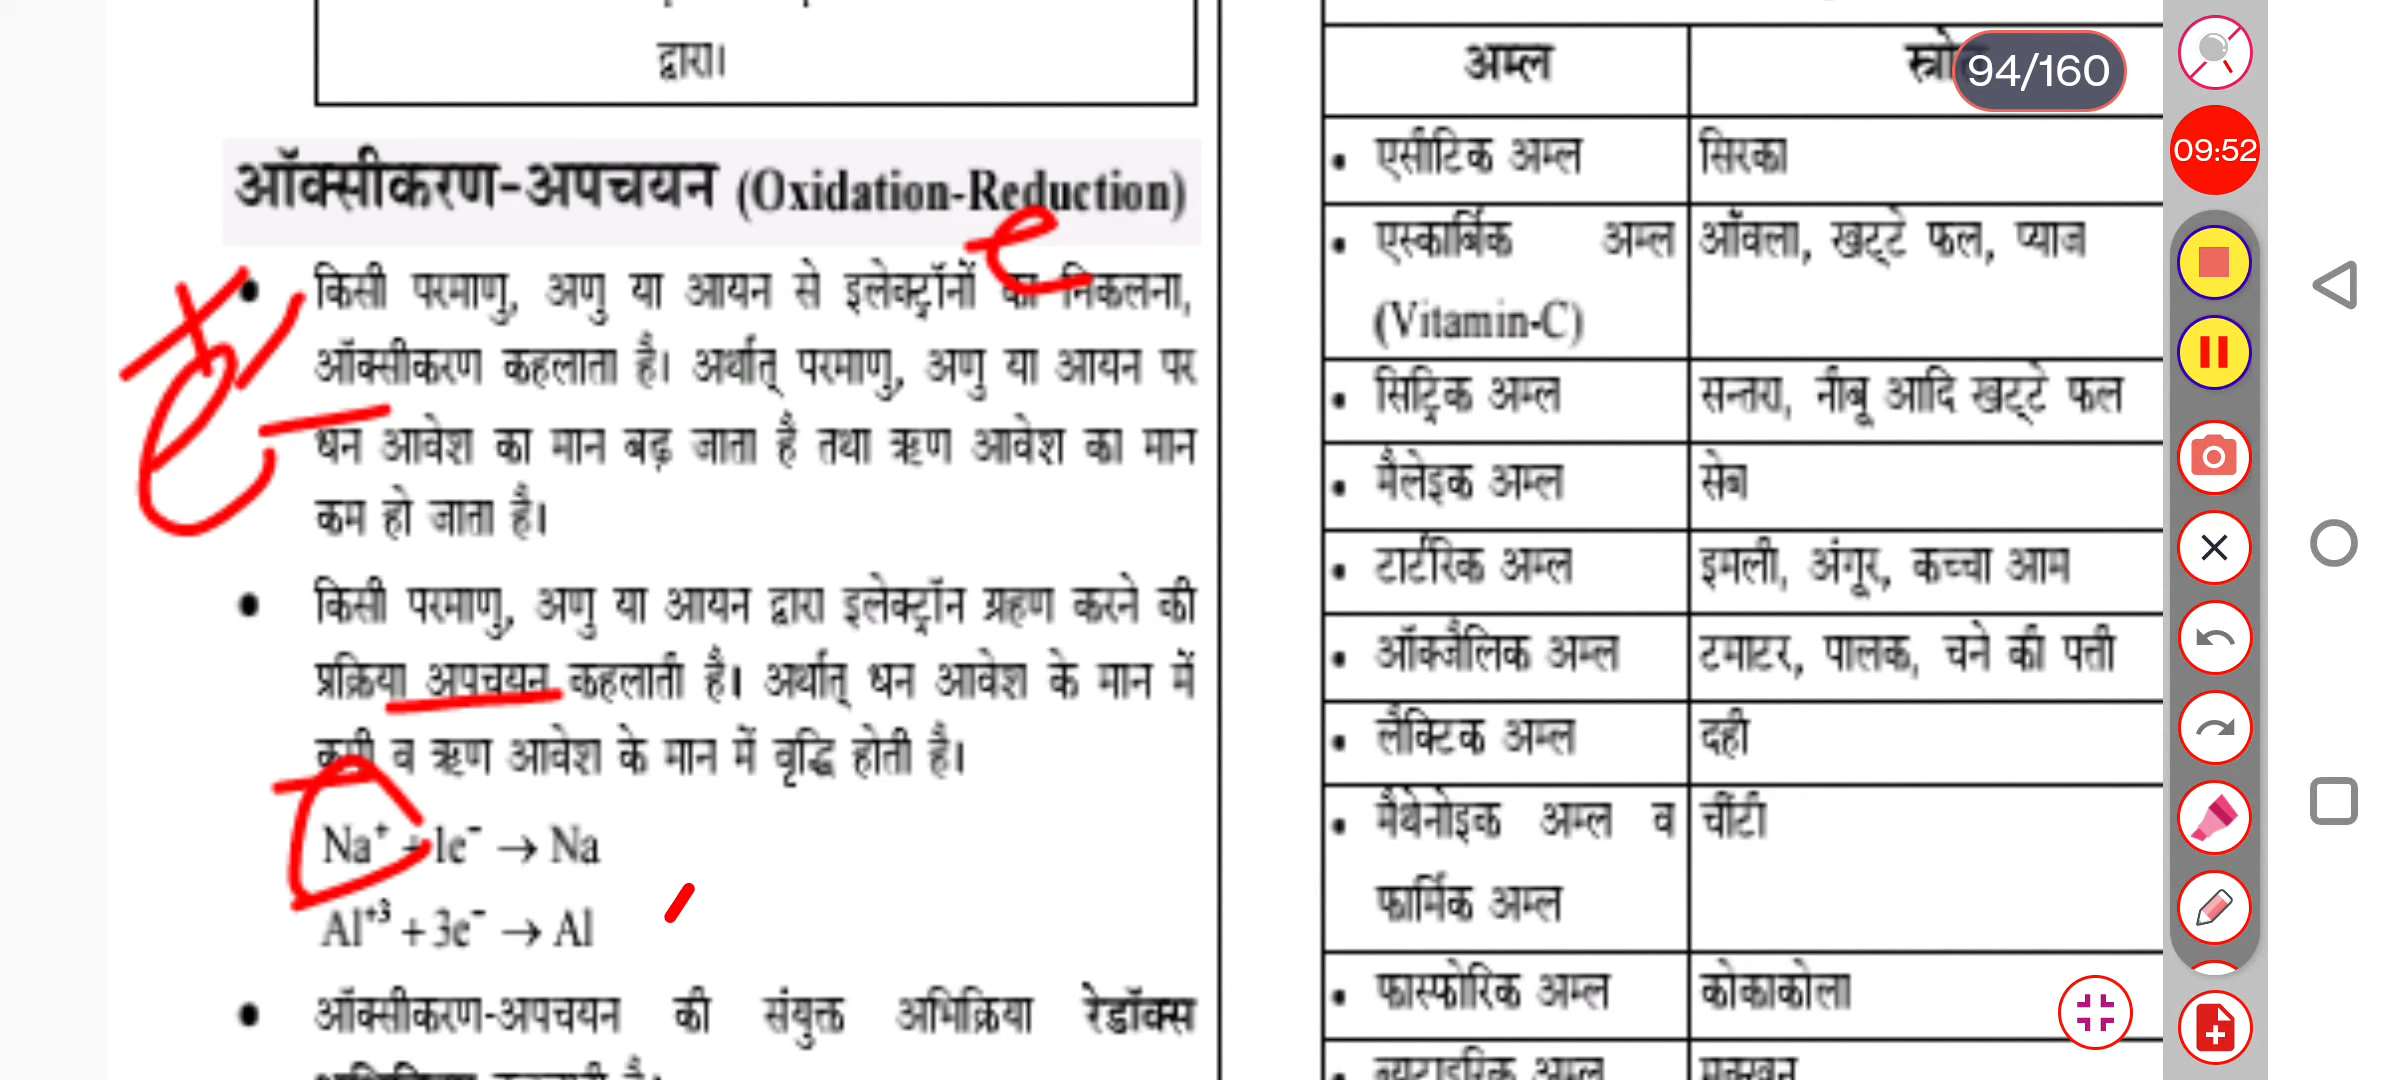 द्वारा।
ऑक्सीकरण-अपचयन (Oxidation-Reduction)
• किसी परमाणु, अणु या आयन से इलेक्ट्रॉनों का निकलना,
ऑक्सीकरण कहलाता है। अर्थात् परमाणु, अणु या आयन पर
धन आवेश का मान बढ़ जाता है तथा ऋण आवेश का मान
कम हो जाता है।
• किसी परमाणु, अणु या आयन द्वारा इलेक्ट्रॉन ग्रहण करने की
प्रक्रिया अपचयन कहलाती है। अर्थात् धन आवेश के मान में
कमी व ऋण आवेश के मान में वृद्धि होती है।
Na⁺ + 1e⁻ → Na
Al⁺³ + 3e⁻ → Al
• ऑक्सीकरण-अपचयन की संयुक्त अभिक्रिया रेडॉक्स
अम्ल
• एसीटिक अम्ल सिरका
• एस्कार्बिक अम्ल आँवला, खट्टे फल, प्याज
(Vitamin-C)
• सिट्रिक अम्ल सन्तरा, नीबू आदि खट्टे फल
• मैलेइक अम्ल सेब
• टार्टरिक अम्ल इमली, अंगूर, कच्चा आम
• ऑक्जैलिक अम्ल टमाटर, पालक, चने की पत्ती
• लैक्टिक अम्ल दही
• मैथेनोइक अम्ल व चींटी
फार्मिक अम्ल
• फास्फोरिक अम्ल कोकाकोला
94/160
09:52